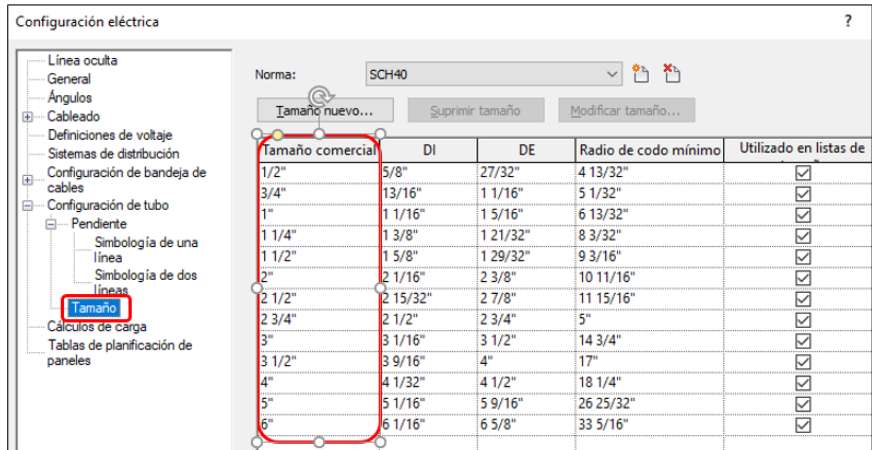 Configuración eléctrica ?
Línea oculta
General
Ángulos
Cableado
Definiciones de voltaje
Sistemas de distribución
Configuración de bandeja de
cables
Configuración de tubo
Pendiente
Simbología de una
línea
Simbología de dos
líneas
Tamaño
Cálculos de carga
Tablas de planificación de
paneles
Norma: SCH40
Tamaño nuevo... Suprimir tamaño Modificar tamaño...
Tamaño comercial DI DE Radio de codo mínimo Utilizado en listas de
1/2" 5/8" 27/32" 4 13/32"
3/4" 13/16" 1 1/16" 5 1/32"
1" 1 1/16" 1 5/16" 6 13/32"
1 1/4" 1 3/8" 1 21/32" 8 3/32"
1 1/2" 1 5/8" 1 29/32" 9 3/16"
2" 2 1/16" 2 3/8" 10 11/16"
2 1/2" 2 15/32" 2 7/8" 11 15/16"
2 3/4" 2 1/2" 2 3/4" 5"
3" 3 1/16" 3 1/2" 14 3/4"
3 1/2" 3 9/16" 4" 17"
4" 4 1/32" 4 1/2" 18 1/4"
5" 5 1/16" 5 9/16" 26 25/32"
6" 6 1/16" 6 5/8" 33 5/16"